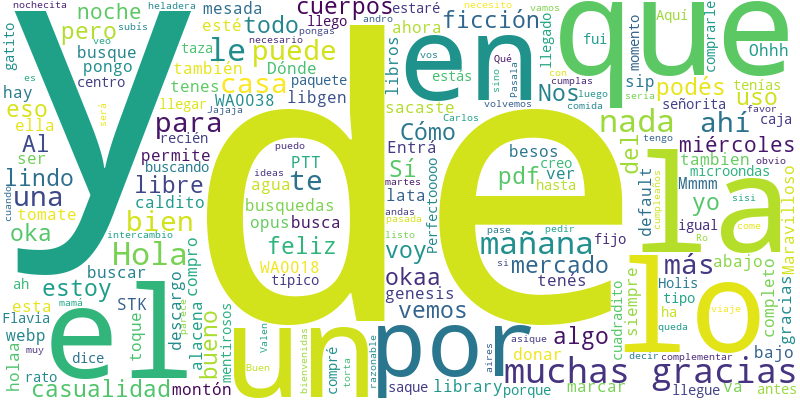 nochecita
y
noche
mesada
cuerpos
heladera
subís
llego
andro
estaré
necesito
vamos
Aquí
comprarle
gatito
pero
taza
esté
todo
le
puede
ficción
ahora
pongas
necesario
vos
en
que
momento
Ohhh
llegado
fui
veo
es
busque
pongo
también
Dónde
libros
estás
Qué
con
sino
Pasala
volvemos
cumplas
luego
comida
sería
tenías
hay
centro
casa
paquete
tenes
libgen
Nos
sip
podés
uso
eso
Jajaja
WA0038
llegar
sacaste
Carlos
señorita
favor
caja
ella
será
recién
para
de
Entrá
Cómo
nada
ahi
miércoles
Al
ser
buscando
permite
puedo
Sí
besos
creo
del
tambien
tengo
obvio
lindo
libre
PTT
ideas
te
agua
martes
lata
pdf
ver
hasta
Mmmm
microondas
cuando
una
caldito
busquedas
andas
pasada
Perfectoooooo
default
yo
cumpleaños
sisi
la
tomate
bien
opus
busca
pase
pedir
fijo
igual
Ro
come
Maravilloso
oka
intercambio
Hola
feliz
listo
voy
mañana
si
siempre
más
abajo
buscar
WA0018
típico
okaa
mercado
tenés
Holis
viaje
ah
estoy
descargo
compro
genesis
vemos
cuadradito
tipo
completo
gracias
esta
STK
el
bueno
un
por
asique
algo
lo
ha
queda
bajo
Flavia
mamá
toque
parece
alacena
mentirosos
Valen
aires
donar
decir
complementar
webp
holaa
muy
dice
Buen
bienvenidas
compré
torta
razonable
muchas gracias
rato
casualidad
montón
saque
library
porque
marcar
llegue
va
antes